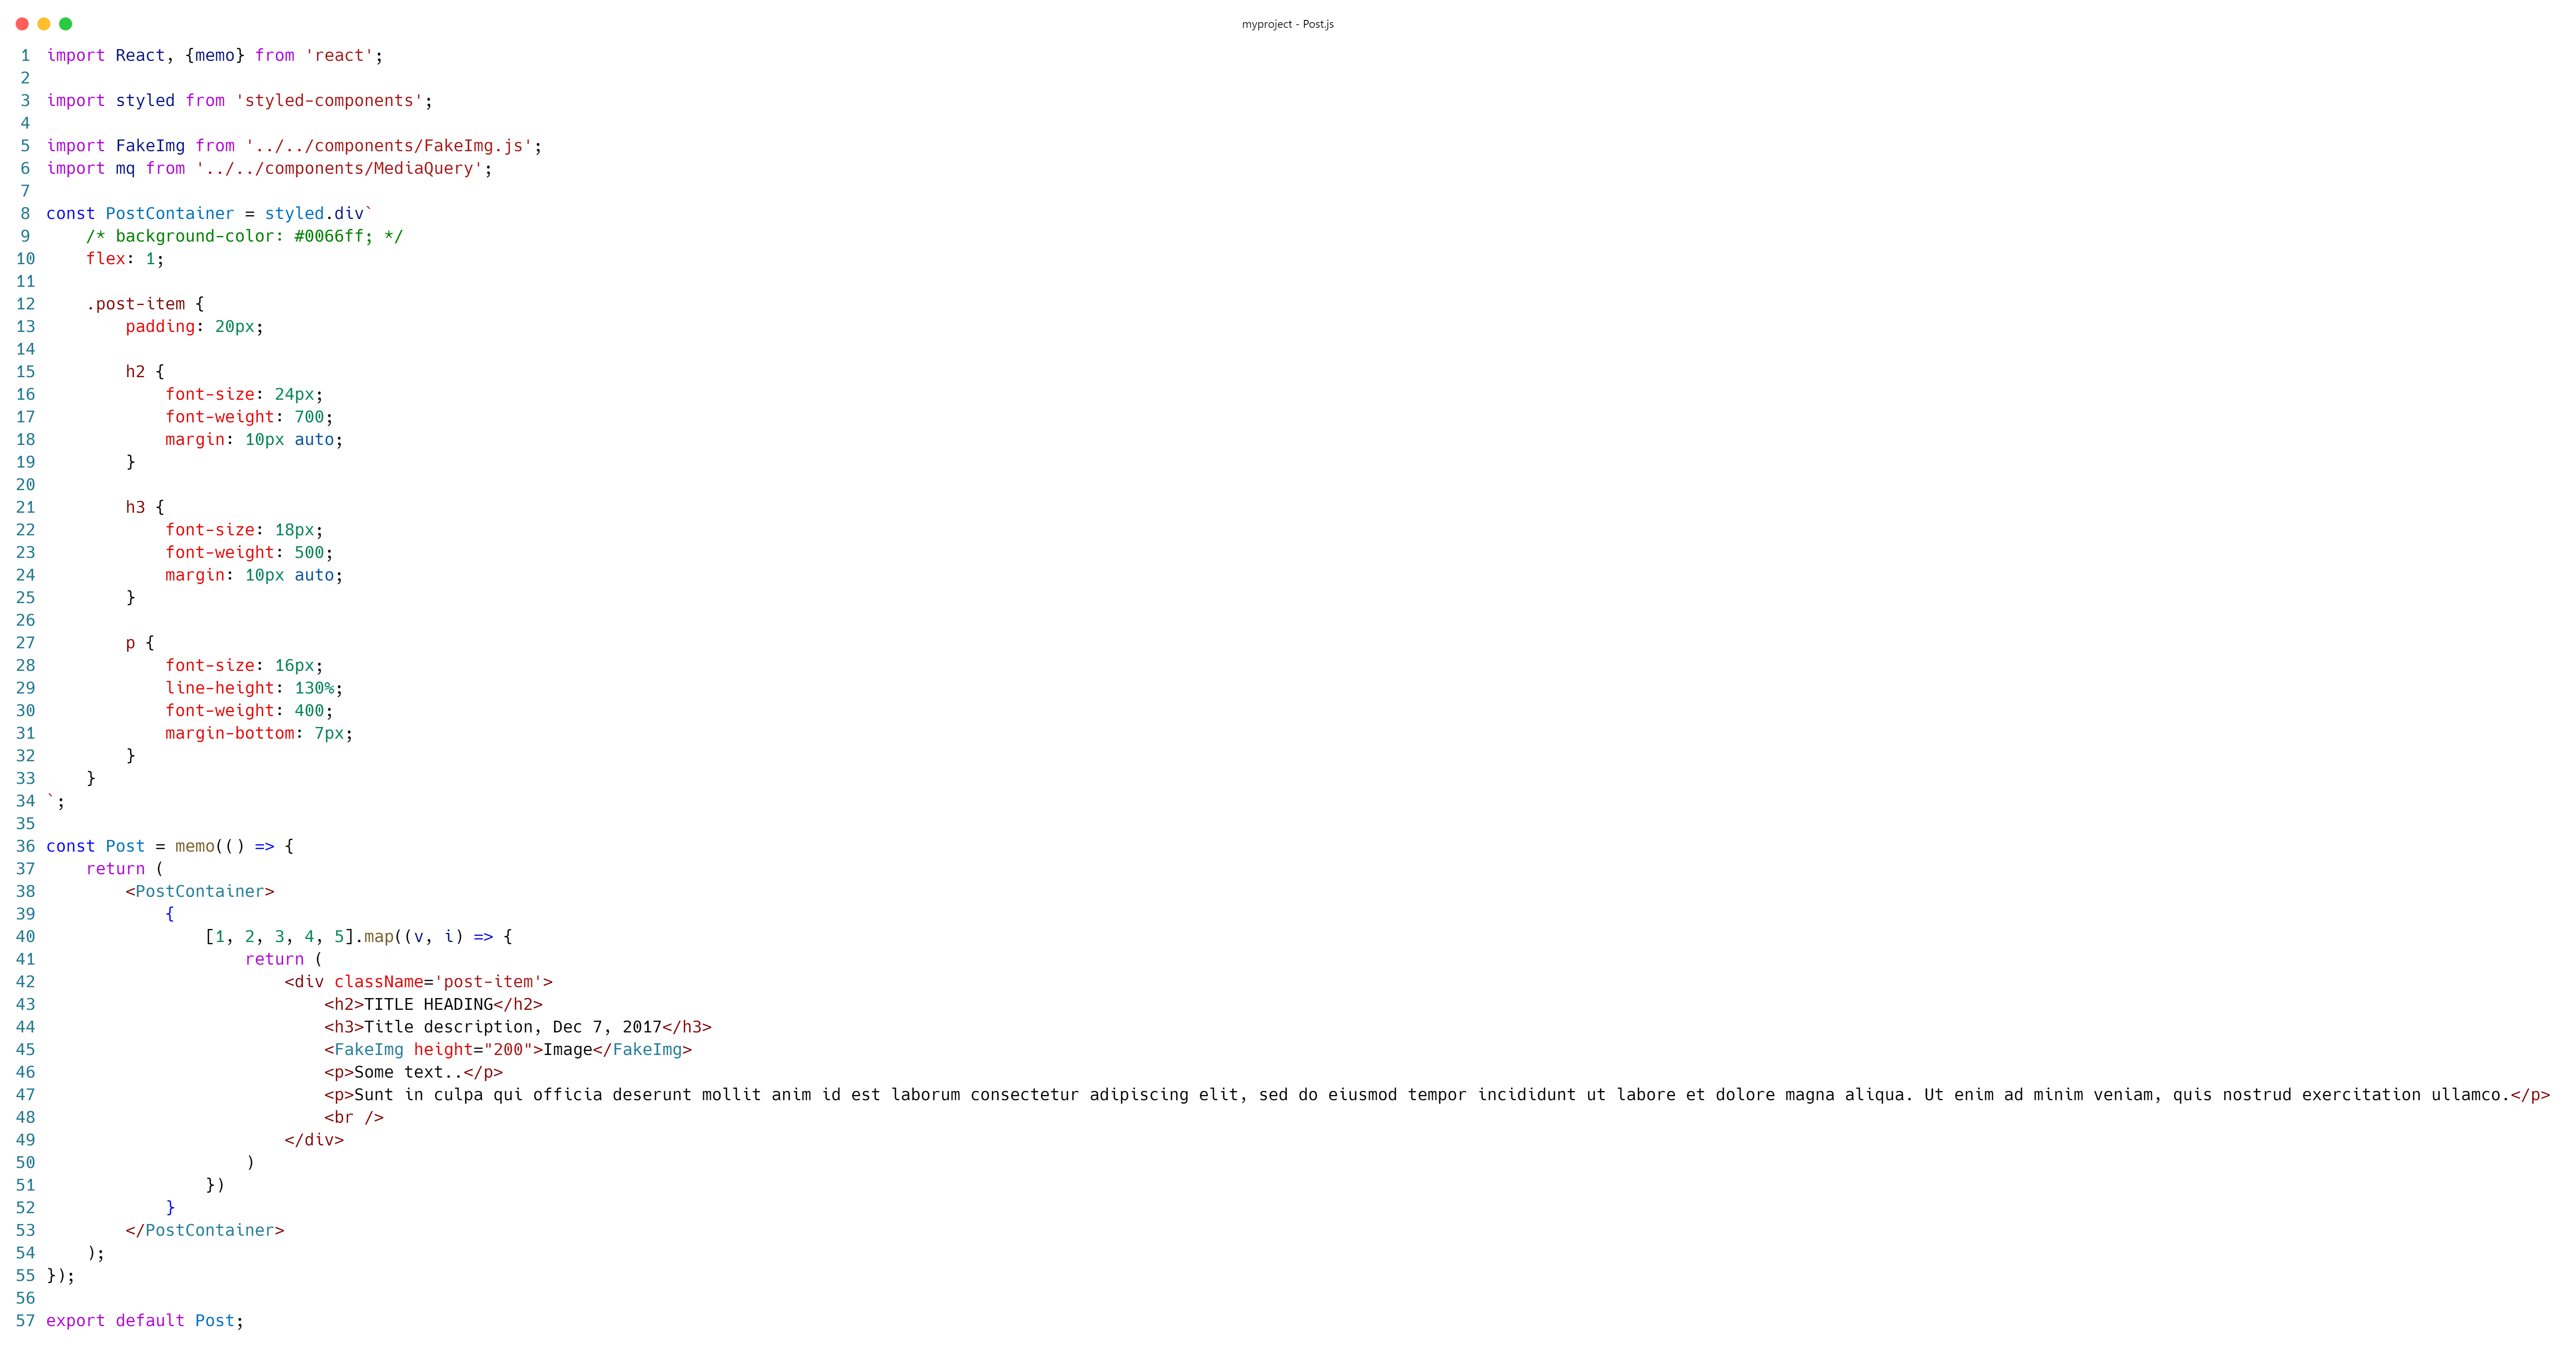 myproject - Post.js
1 import React, {memo} from 'react';
2
3 import styled from 'styled-components';
4
5 import FakeImg from '../../components/FakeImg.js';
6 import mq from '../../components/MediaQuery';
7
8 const PostContainer = styled.div`
9     /* background-color: #0066ff; */
10     flex: 1;
11
12     .post-item {
13         padding: 20px;
14
15         h2 {
16             font-size: 24px;
17             font-weight: 700;
18             margin: 10px auto;
19         }
20
21         h3 {
22             font-size: 18px;
23             font-weight: 500;
24             margin: 10px auto;
25         }
26
27         p {
28             font-size: 16px;
29             line-height: 130%;
30             font-weight: 400;
31             margin-bottom: 7px;
32         }
33     }
34 `;
35
36 const Post = memo(() => {
37     return (
38         <PostContainer>
39             {
40                 [1, 2, 3, 4, 5].map((v, i) => {
41                     return (
42                         <div className='post-item'>
43                             <h2>TITLE HEADING</h2>
44                             <h3>Title description, Dec 7, 2017</h3>
45                             <FakeImg height="200">Image</FakeImg>
46                             <p>Some text..</p>
47                             <p>Sunt in culpa qui officia deserunt mollit anim id est laborum consectetur adipiscing elit, sed do eiusmod tempor incididunt ut labore et dolore magna aliqua. Ut enim ad minim veniam, quis nostrud exercitation ullamco.</p>
48                             <br />
49                         </div>
50                     )
51                 })
52             }
53         </PostContainer>
54     );
55 });
56
57 export default Post;